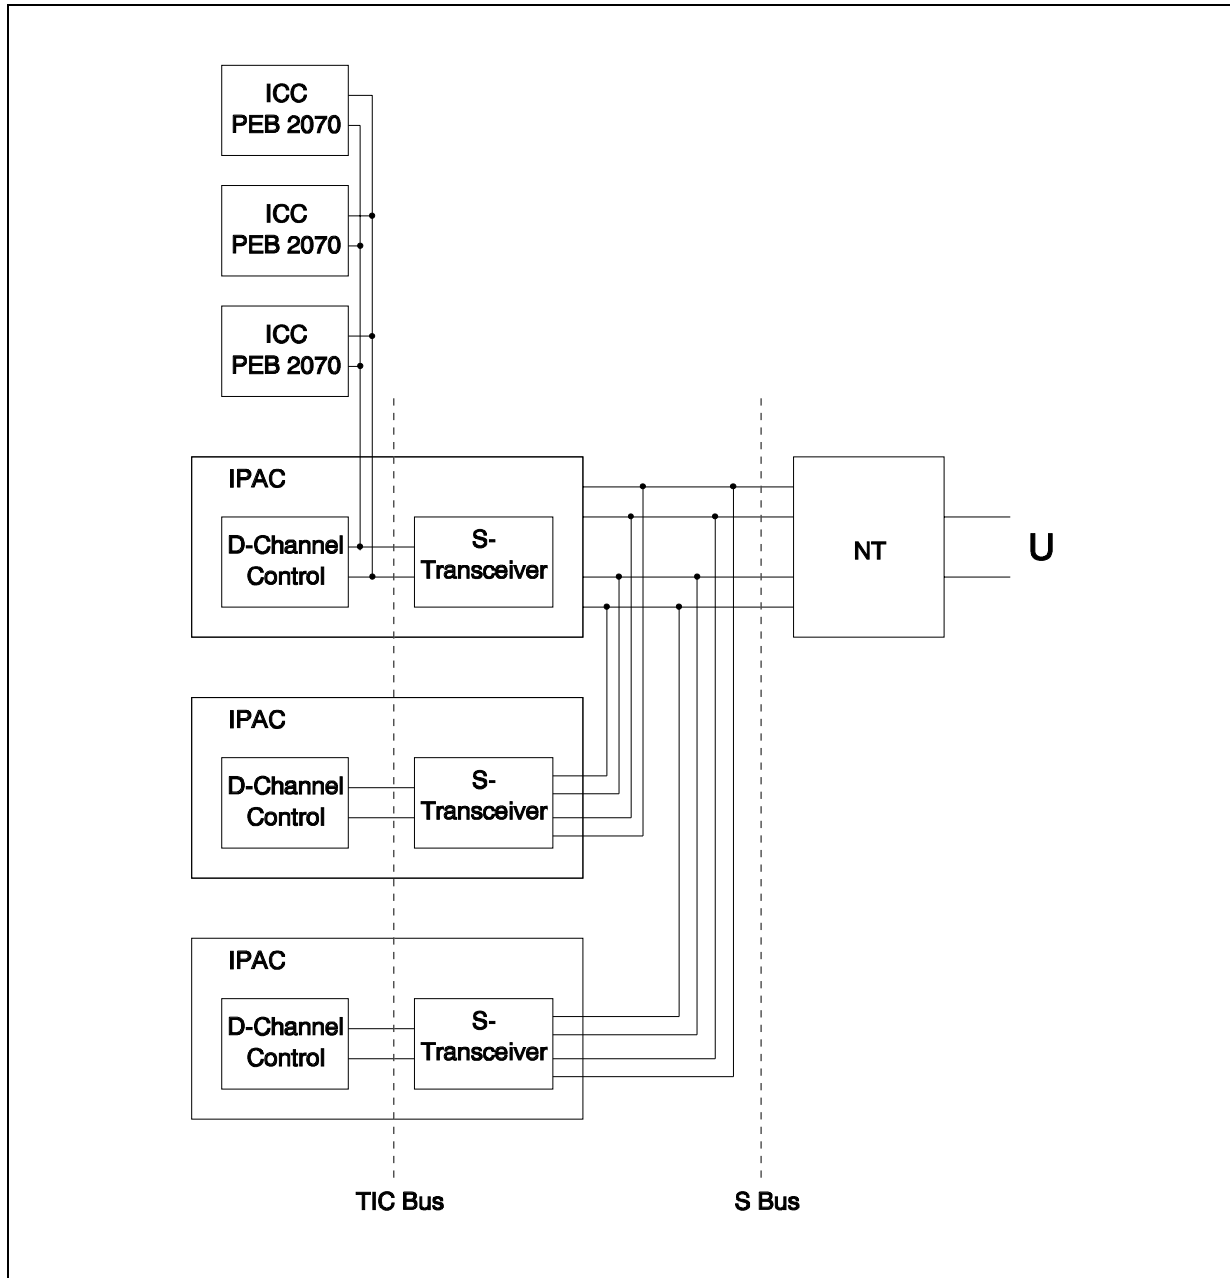 ICC
PEB 2070
ICC
PEB 2070
ICC
PEB 2070
IPAC
D-Channel
Control
S-
Transceiver
NT
U
IPAC
D-Channel
Control
S-
Transceiver
IPAC
D-Channel
Control
S-
Transceiver
TIC Bus
S Bus